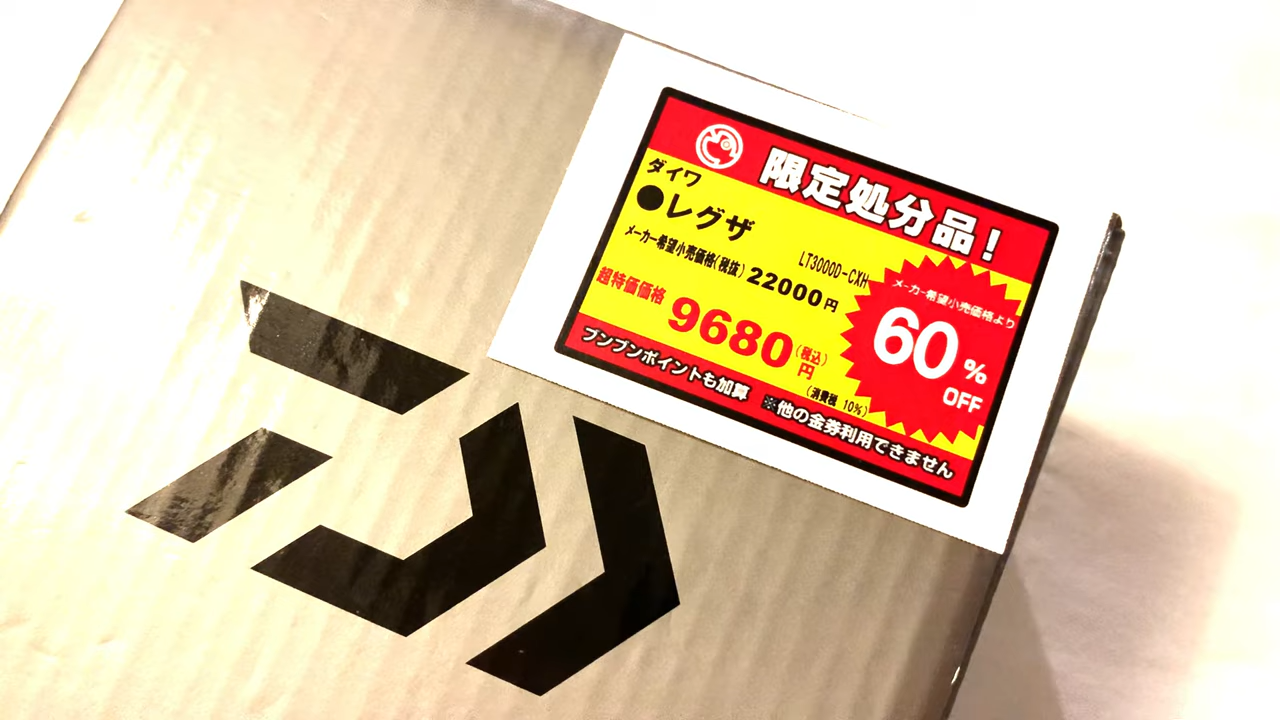 限定処分品!
ダイワ
●レグザ
LT3000D-CXH
メーカー希望小売価格(税抜) 22000円
超特価価格 9680円(税込)
(消費税 10%)
メーカー希望小売価格より
60%
OFF
ブンブンポイントも加算 ※他の金券利用できません